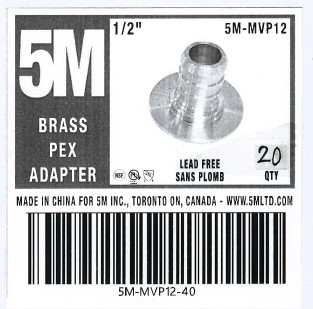 5M
BRASS
PEX
ADAPTER
1/2"
5M-MVP12
LEAD FREE
SANS PLOMB
NSF
20
QTY
MADE IN CHINA FOR 5M INC., TORONTO ON, CANADA - WWW.5MLTD.COM
5M-MVP12-40